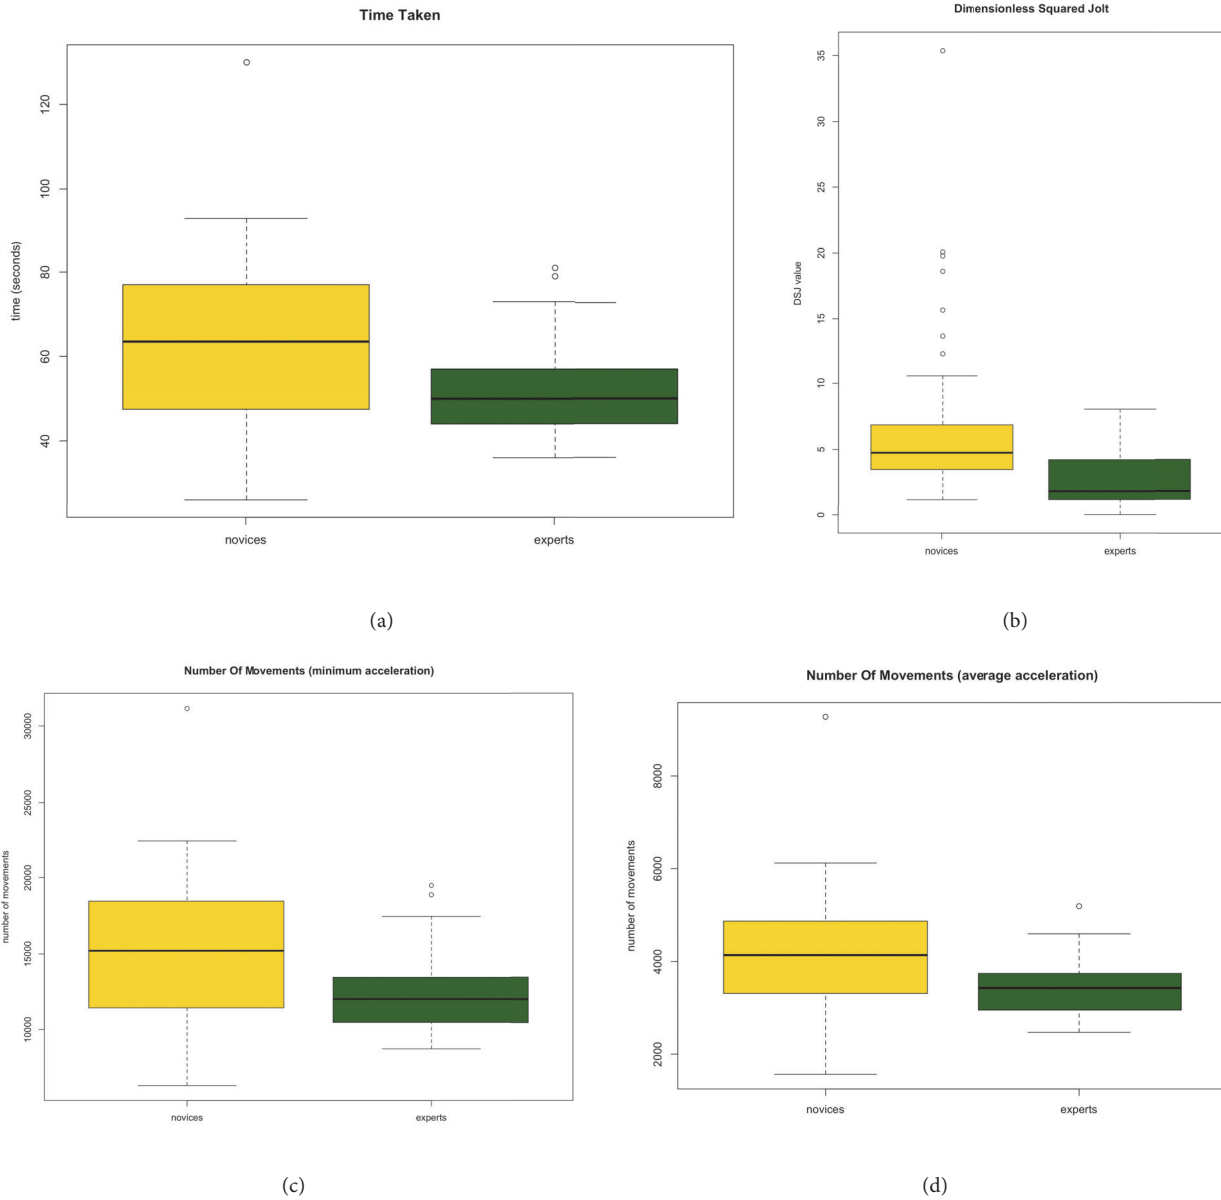 Time Taken
time (seconds)
120
100
80
60
40
novices
experts
(a)
Dimensionless Squared Jolt
DSJ value
35
30
25
20
15
10
5
0
novices
experts
(b)
Number Of Movements (minimum acceleration)
number of movements
30000
25000
20000
15000
10000
novices
experts
(c)
Number Of Movements (average acceleration)
number of movements
8000
6000
4000
2000
novices
experts
(d)